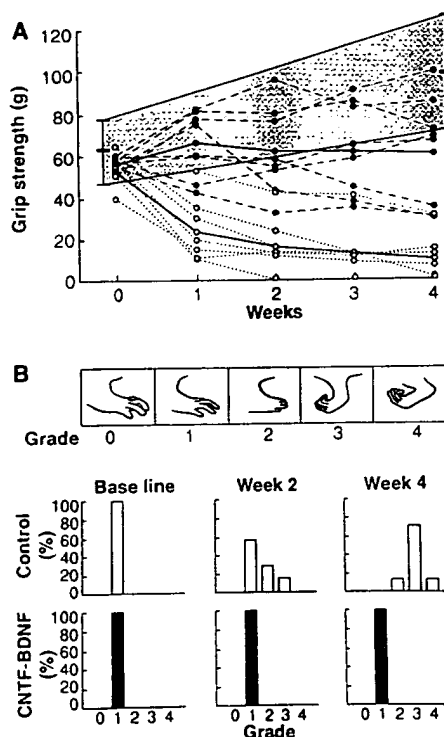 A
Grip strength (g)
120
100
80
60
40
20
0
0 1 2 3 4
Weeks
B
Grade 0 1 2 3 4
Base line Week 2 Week 4
Control (%)
100
80
60
40
20
0
CNTF-BDNF (%)
100
80
60
40
20
0
0 1 2 3 4 0 1 2 3 4 0 1 2 3 4
Grade